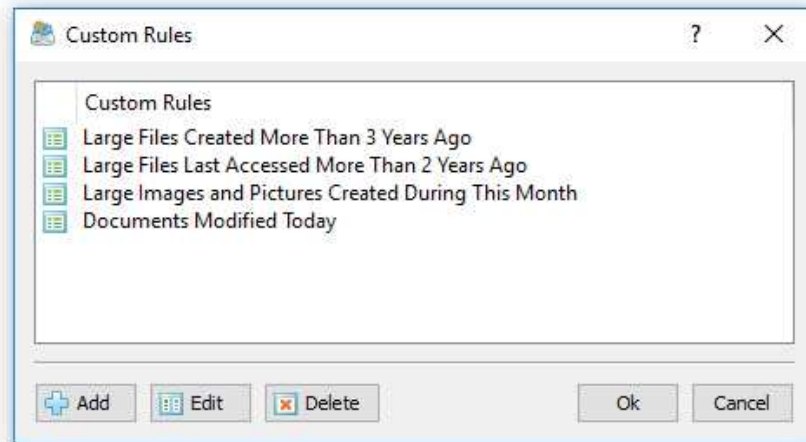 Custom Rules
?
Custom Rules
Large Files Created More Than 3 Years Ago
Large Files Last Accessed More Than 2 Years Ago
Large Images and Pictures Created During This Month
Documents Modified Today
Add Edit Delete Ok Cancel